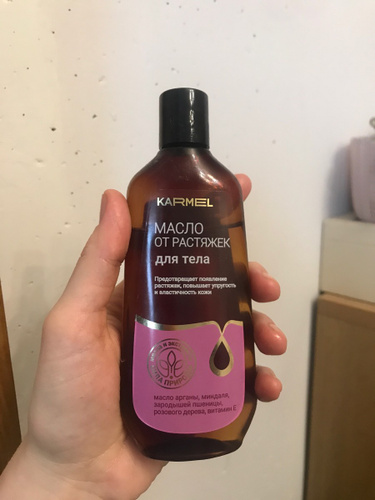 KARMEL
МАСЛО
ОТ РАСТЯЖЕК
для тела
Предотвращает появление
растяжек, повышает упругость
и эластичность кожи
масло арганы, миндаля,
зародышей пшеницы,
розового дерева, витамин Е